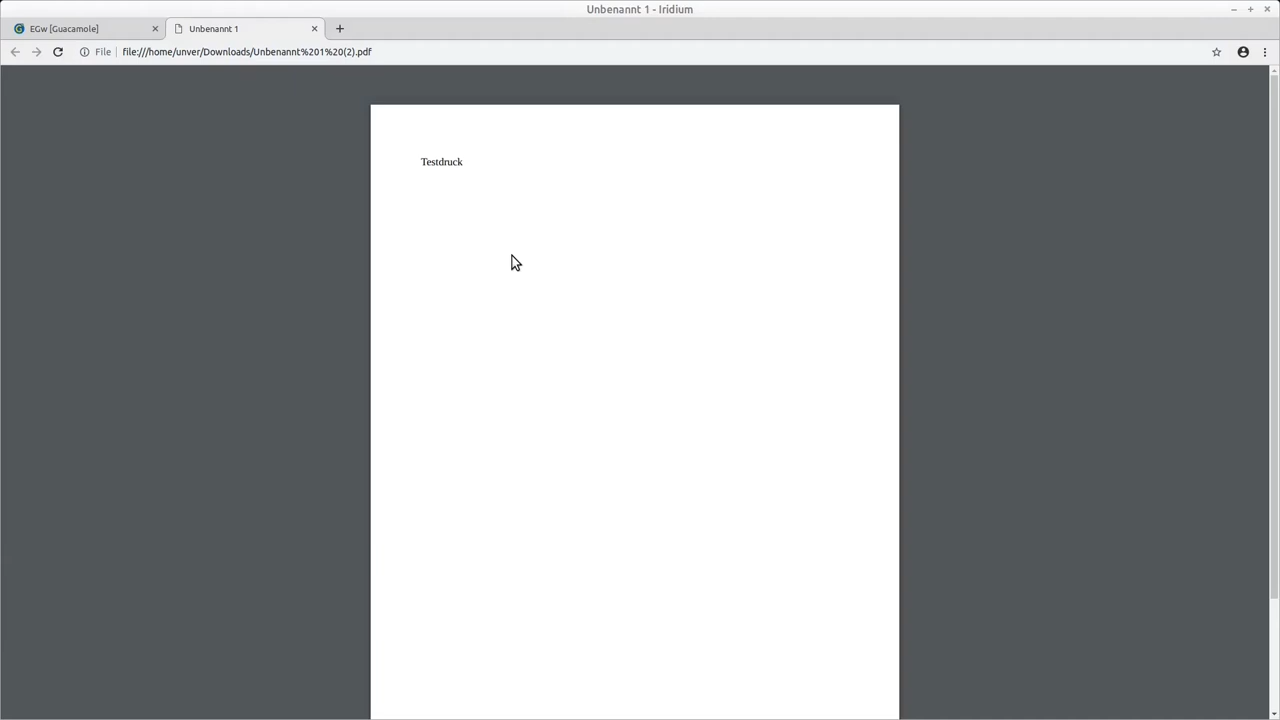 Unbenannt 1 - Iridium
EGw [Guacamole]
Unbenannt 1
File
file:///home/unver/Downloads/Unbenannt%201%20(2).pdf
Testdruck